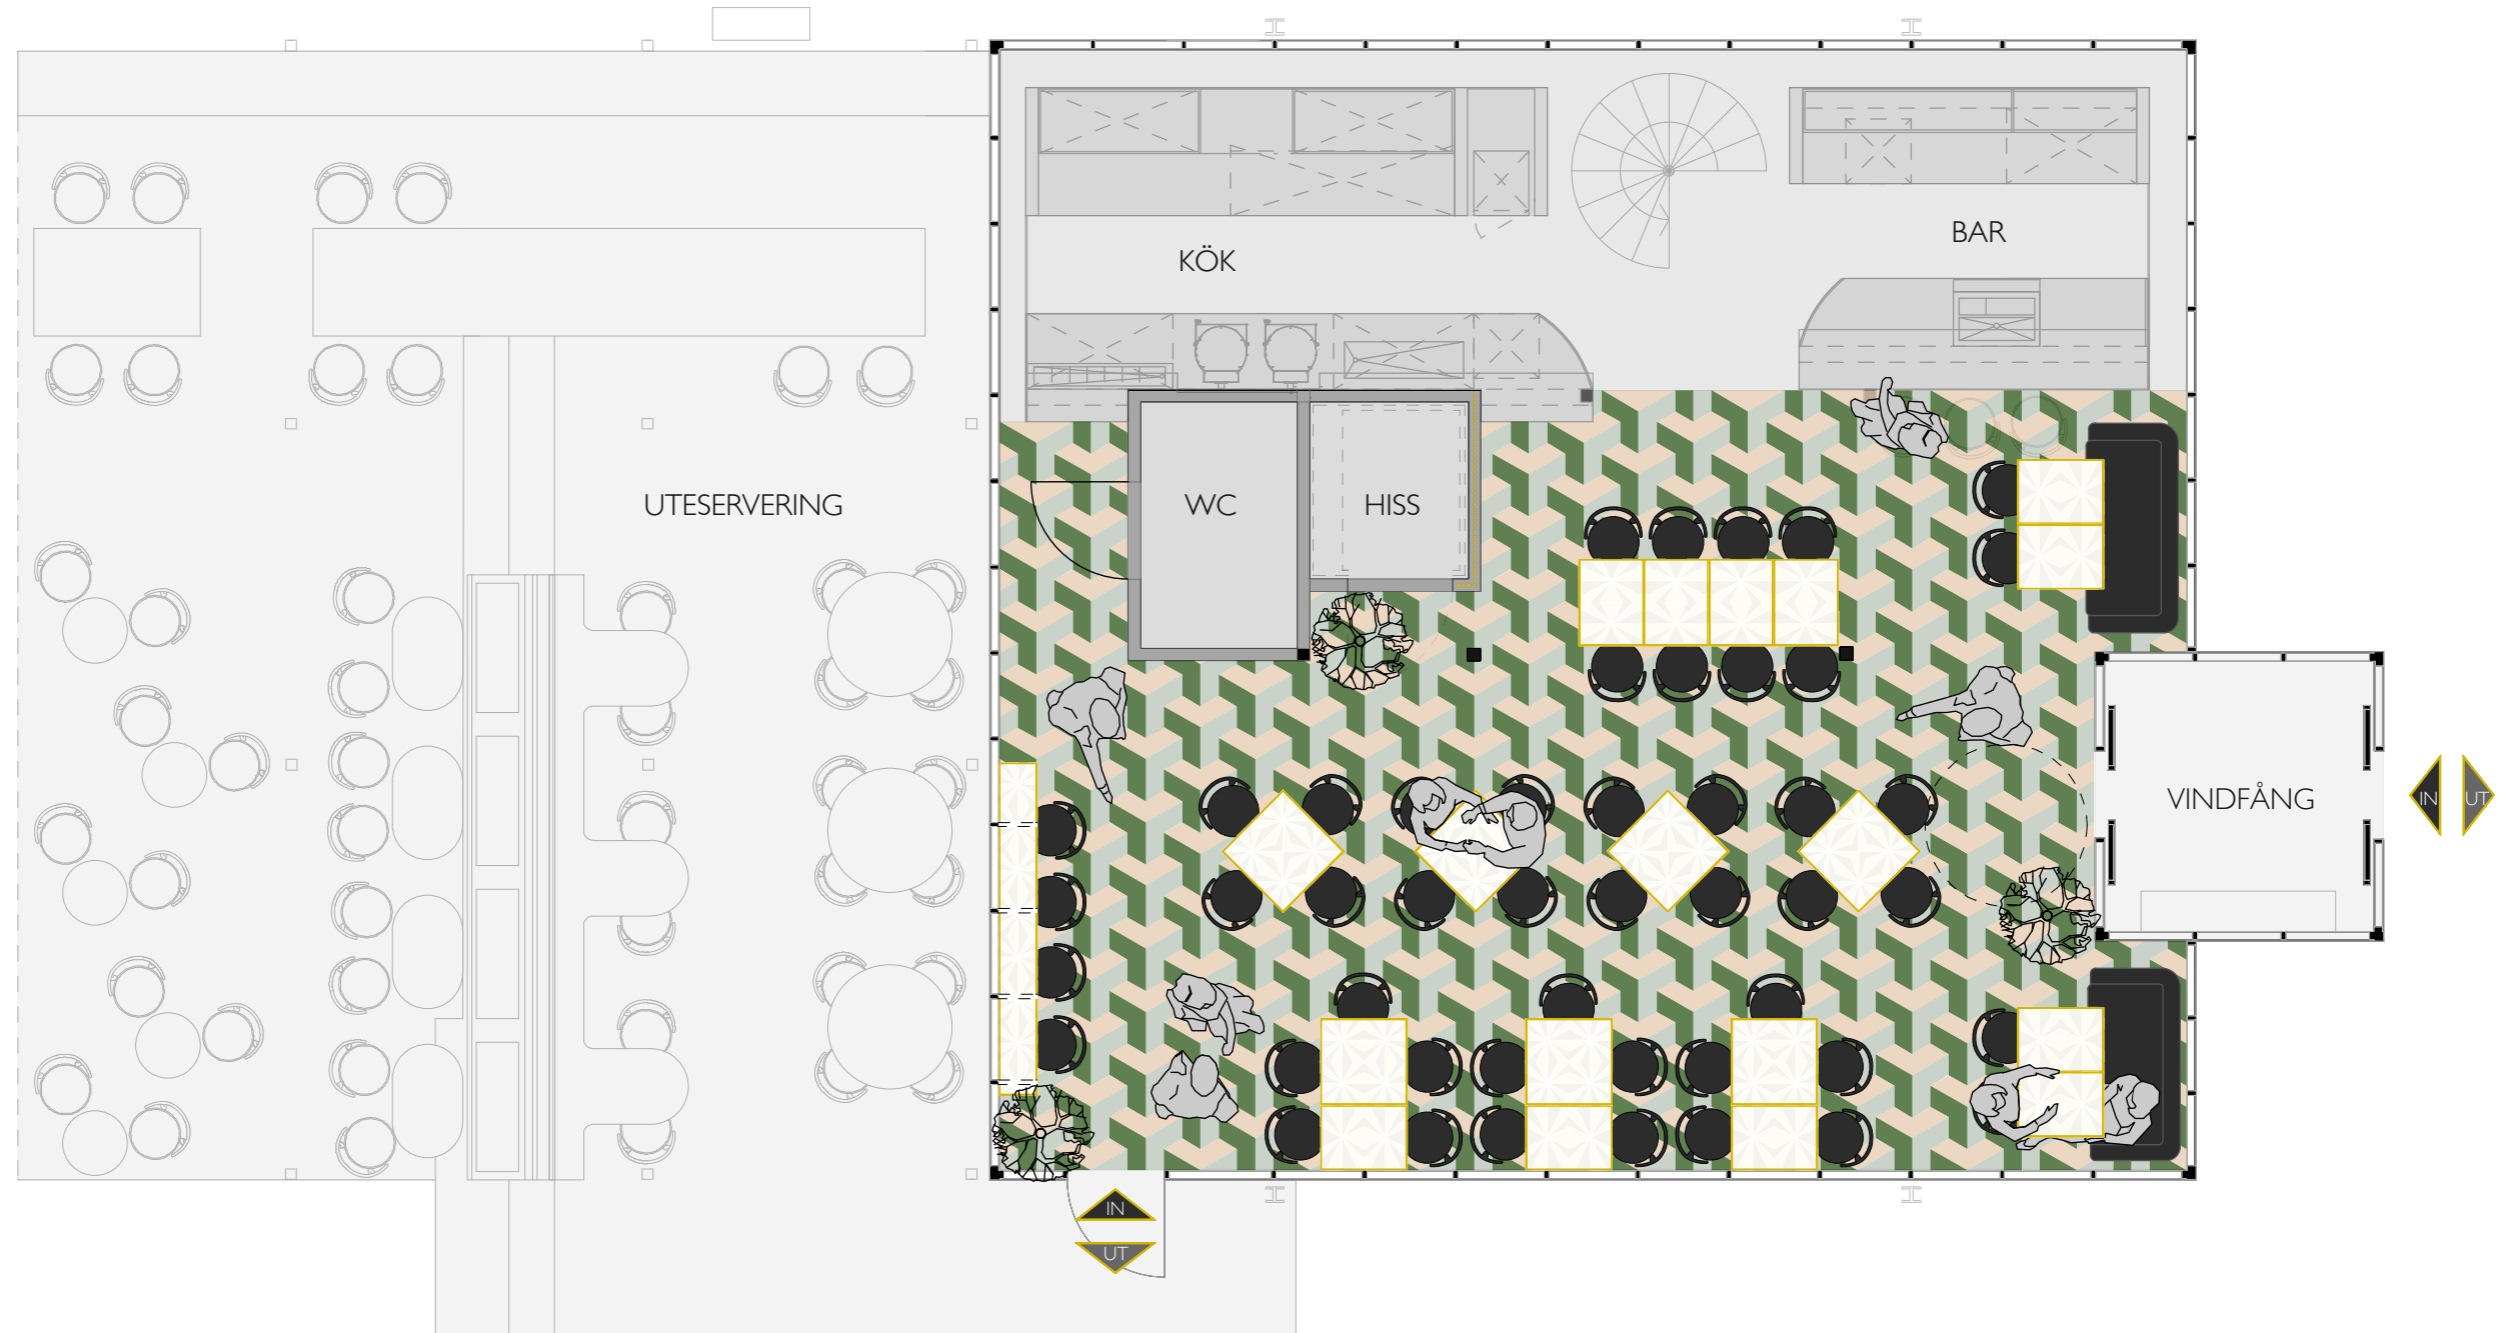 BAR
KÖK
UTESERVERING
WC
HISS
VINDFÅNG
IN
UT
IN
UT